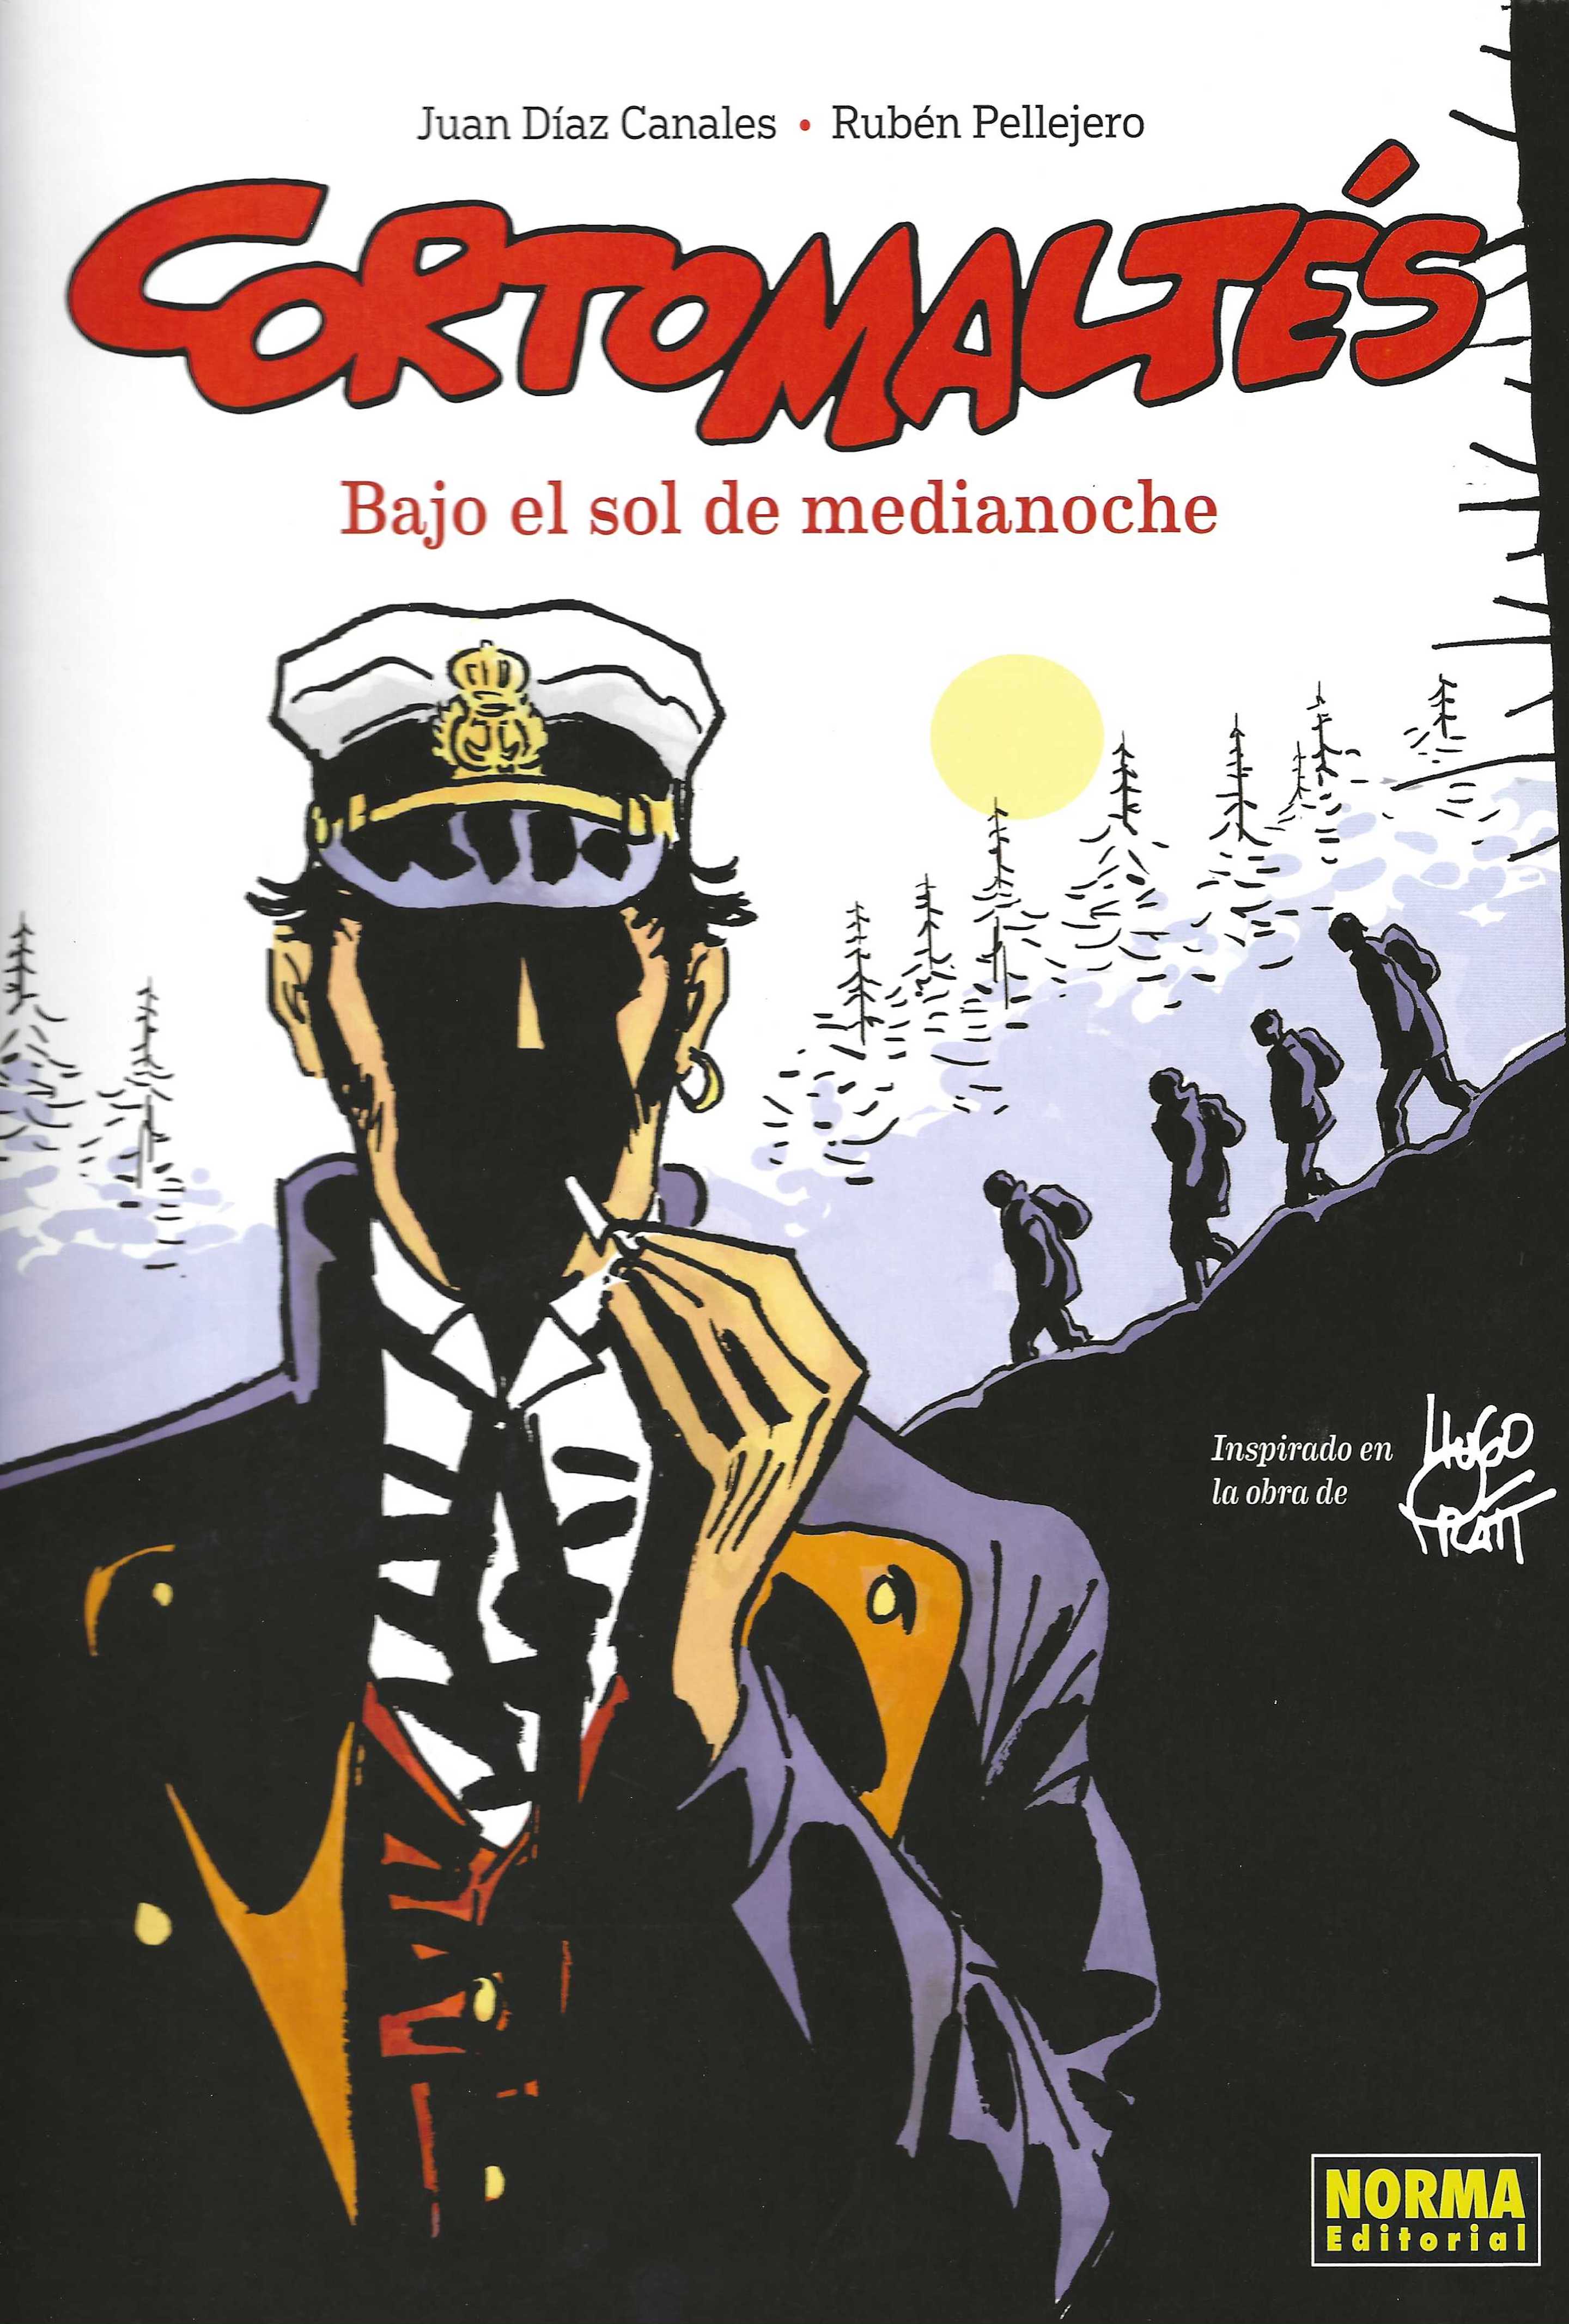 Juan Díaz Canales • Rubén Pellejero
CORTO MALTÉS
Bajo el sol de medianoche
Inspirado en
la obra de
HUGO
PRATT
NORMA
Editorial